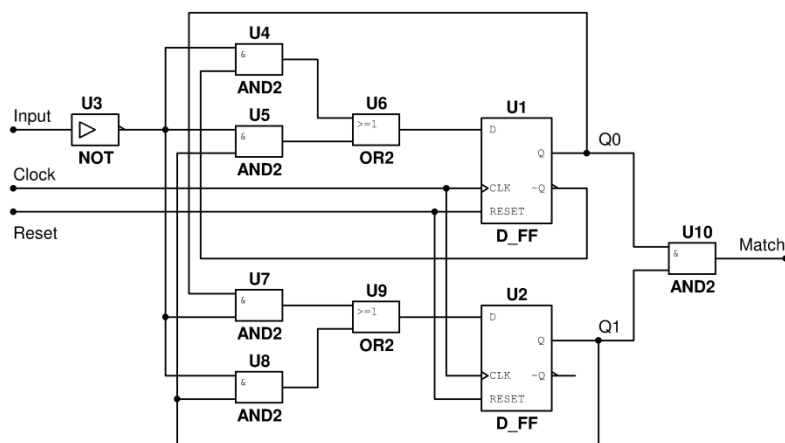 U4
&
AND2
U3
Input
NOT
U6
>=1
OR2
U5
&
AND2
U1
D
Q
CLK
~Q
RESET
D_FF
Q0
Clock
Reset
U10
&
AND2
Match
U7
&
AND2
U9
>=1
OR2
U2
D
Q
CLK
~Q
RESET
D_FF
Q1
U8
&
AND2